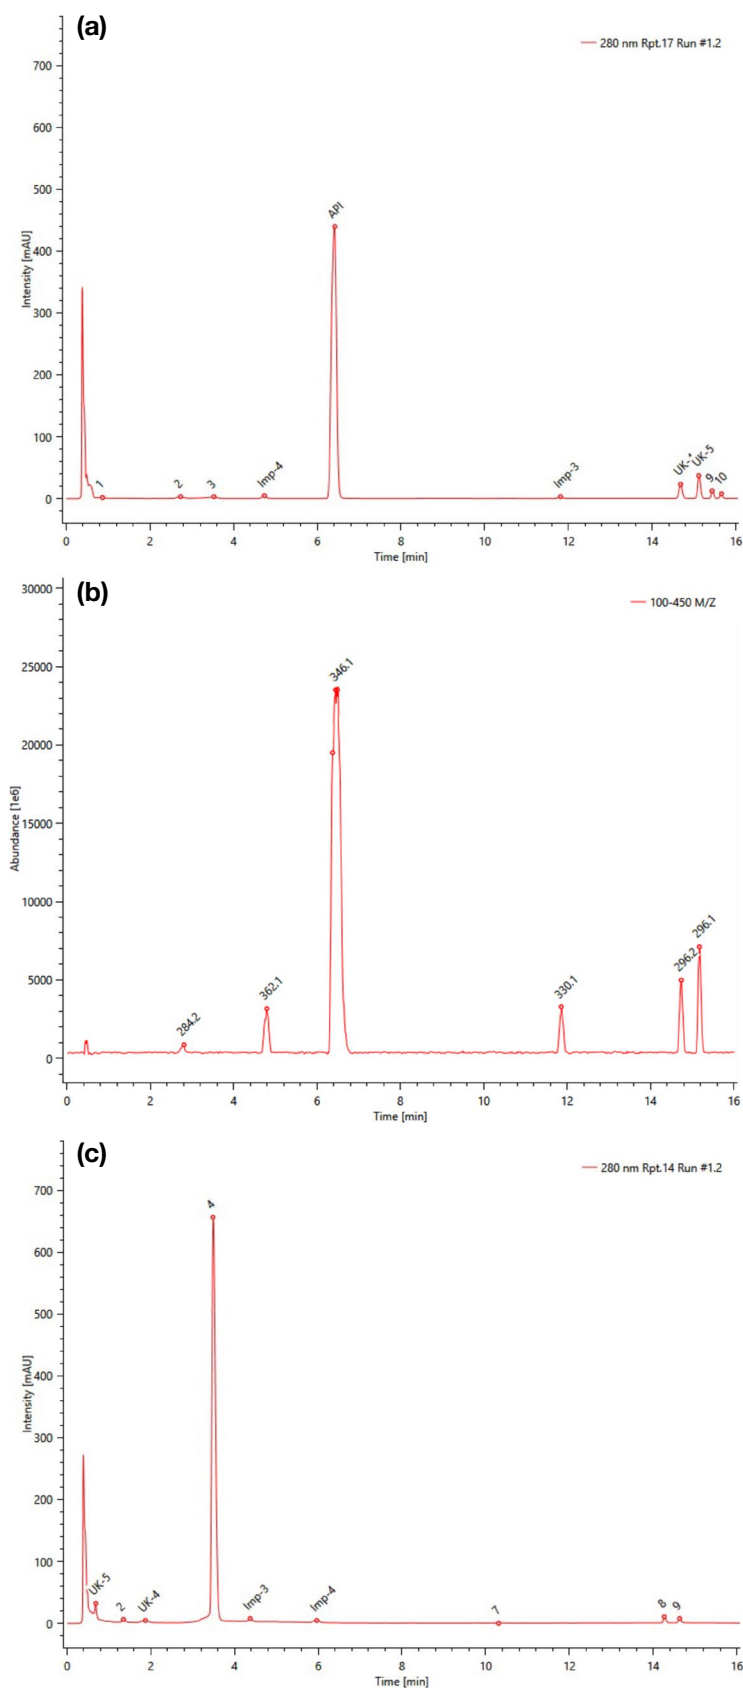 (a)
280 nm Rpt.17 Run #1.2
700
600
500
400
300
200
100
0
Intensity [mAU]
1
2
3
Imp-4
API
Imp-3
UK-5
9
10
0 2 4 6 8 10 12 14 16
Time [min]
(b)
100-450 M/Z
30000
25000
20000
15000
10000
5000
0
Abundance [1e6]
284.2
362.1
346.1
330.1
296.2
296.1
0 2 4 6 8 10 12 14 16
Time [min]
(c)
280 nm Rpt.14 Run #1.2
700
600
500
400
300
200
100
0
Intensity [mAU]
UK-5
2
UK-4
4
Imp-3
Imp-4
7
8
9
0 2 4 6 8 10 12 14 16
Time [min]